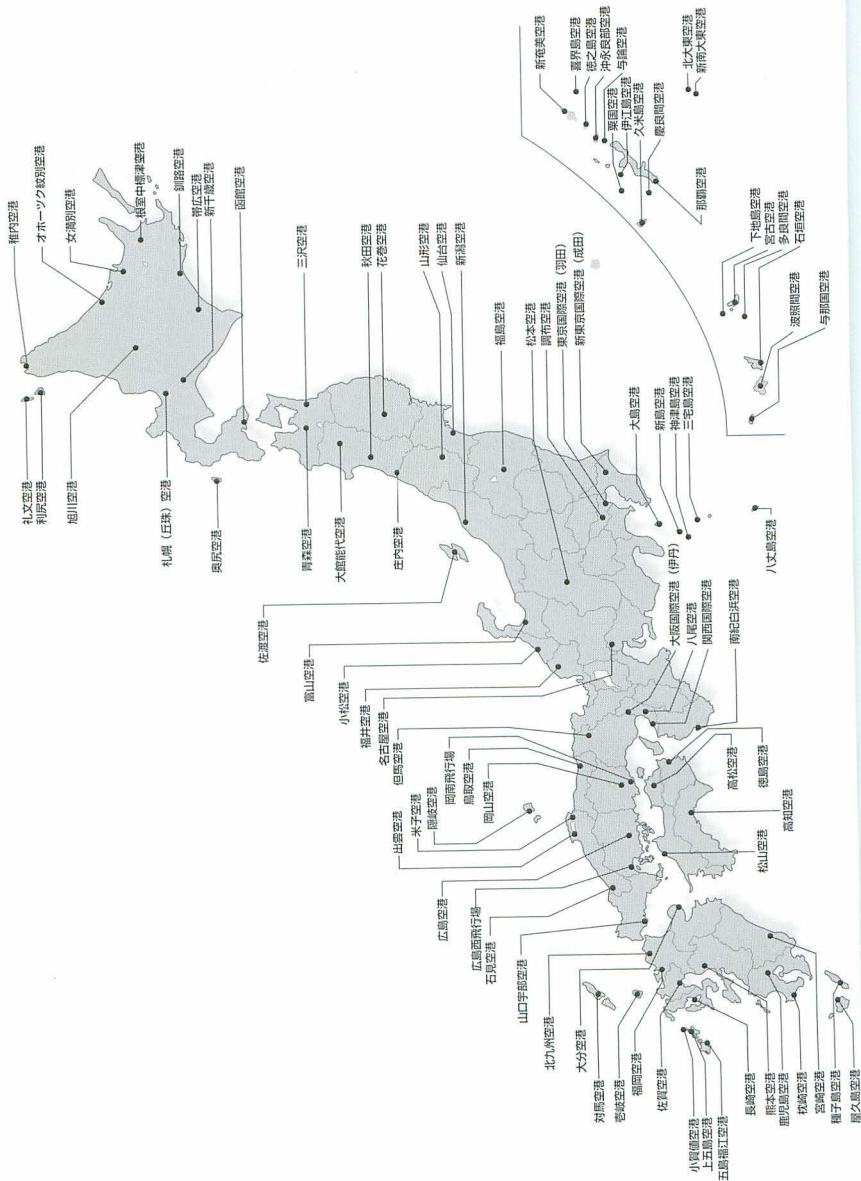 稚内空港
オホーツク紋別空港
女満別空港
根室中標津空港
釧路空港
帯広空港
新千歳空港
函館空港
三沢空港
秋田空港
花巻空港
山形空港
仙台空港
新潟空港
福島空港
松本空港
調布空港
東京国際空港（羽田）
新東京国際空港（成田）
大島空港
新島空港
神津島空港
三宅島空港
八丈島空港
礼文空港
利尻空港
旭川空港
札幌（丘珠）空港
奥尻空港
青森空港
大館能代空港
庄内空港
佐渡空港
富山空港
小松空港
福井空港
名古屋空港
但馬空港
大阪国際空港（伊丹）
八尾空港
関西国際空港
南紀白浜空港
岡南飛行場
鳥取空港
岡山空港
隠岐空港
米子空港
出雲空港
広島空港
広島西飛行場
石見空港
山口宇部空港
徳島空港
高松空港
高知空港
松山空港
北九州空港
大分空港
福岡空港
壱岐空港
対馬空港
佐賀空港
小賀値空港
上五島空港
五島福江空港
長崎空港
熊本空港
鹿児島空港
枕崎空港
宮崎空港
種子島空港
屋久島空港
新奄美空港
喜界島空港
徳之島空港
沖永良部空港
与論空港
粟国空港
伊江島空港
久米島空港
慶良間空港
那覇空港
北大東空港
新南大東空港
下地島空港
宮古空港
多良間空港
石垣空港
波照間空港
与那国空港